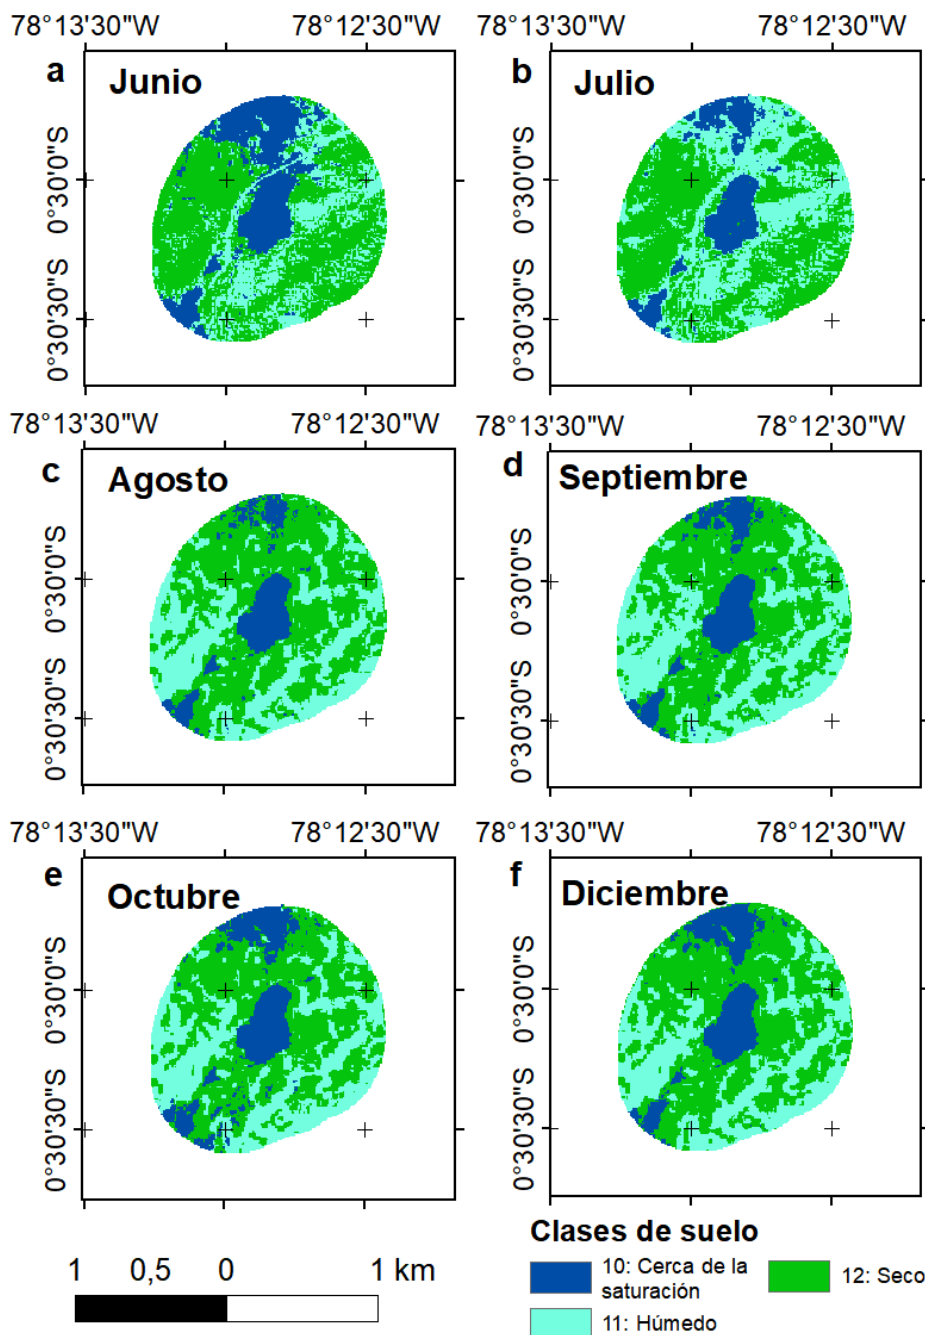 78°13'30"W 78°12'30"W 78°13'30"W 78°12'30"W
a Junio b Julio
0°30'0"S 0°30'0"S
0°30'30"S 0°30'30"S
78°13'30"W 78°12'30"W 78°13'30"W 78°12'30"W
c Agosto d Septiembre
0°30'0"S 0°30'0"S
0°30'30"S 0°30'30"S
78°13'30"W 78°12'30"W 78°13'30"W 78°12'30"W
e Octubre f Diciembre
0°30'0"S 0°30'0"S
0°30'30"S 0°30'30"S
1 0,5 0 1 km
Clases de suelo
10: Cerca de la
saturación
12: Seco
11: Húmedo